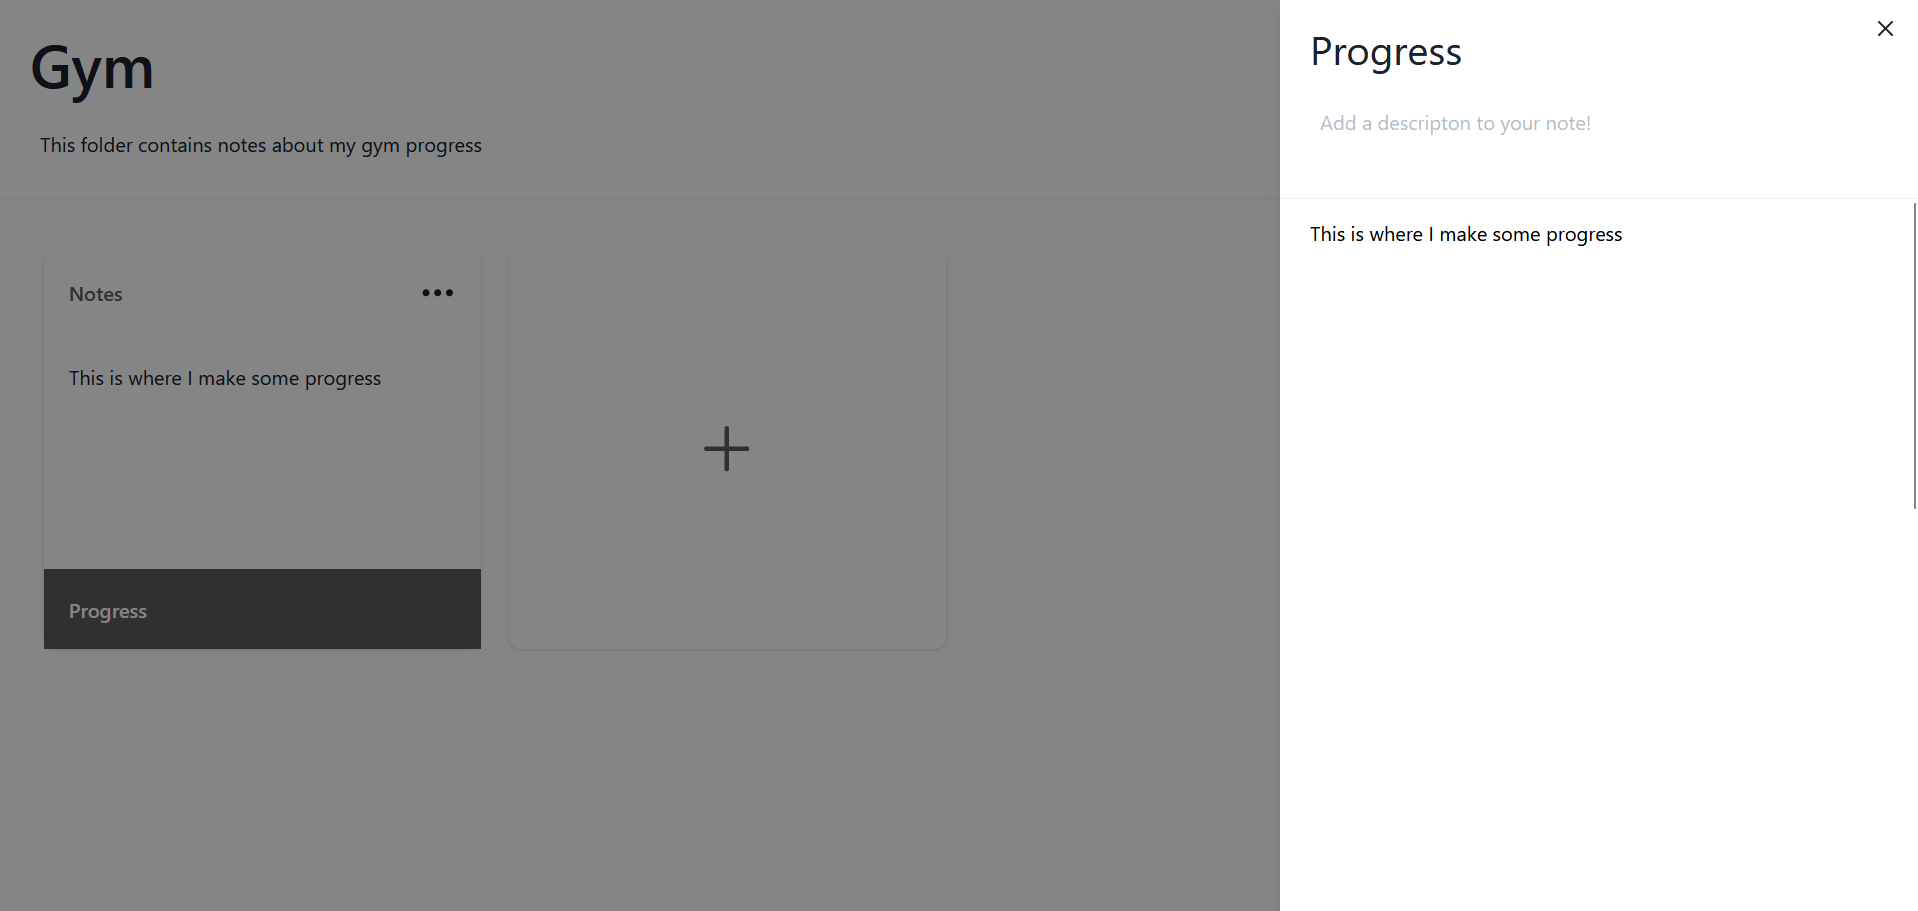 Gym
This folder contains notes about my gym progress
Notes
This is where I make some progress
Progress
Progress
Add a descripton to your note!
This is where I make some progress